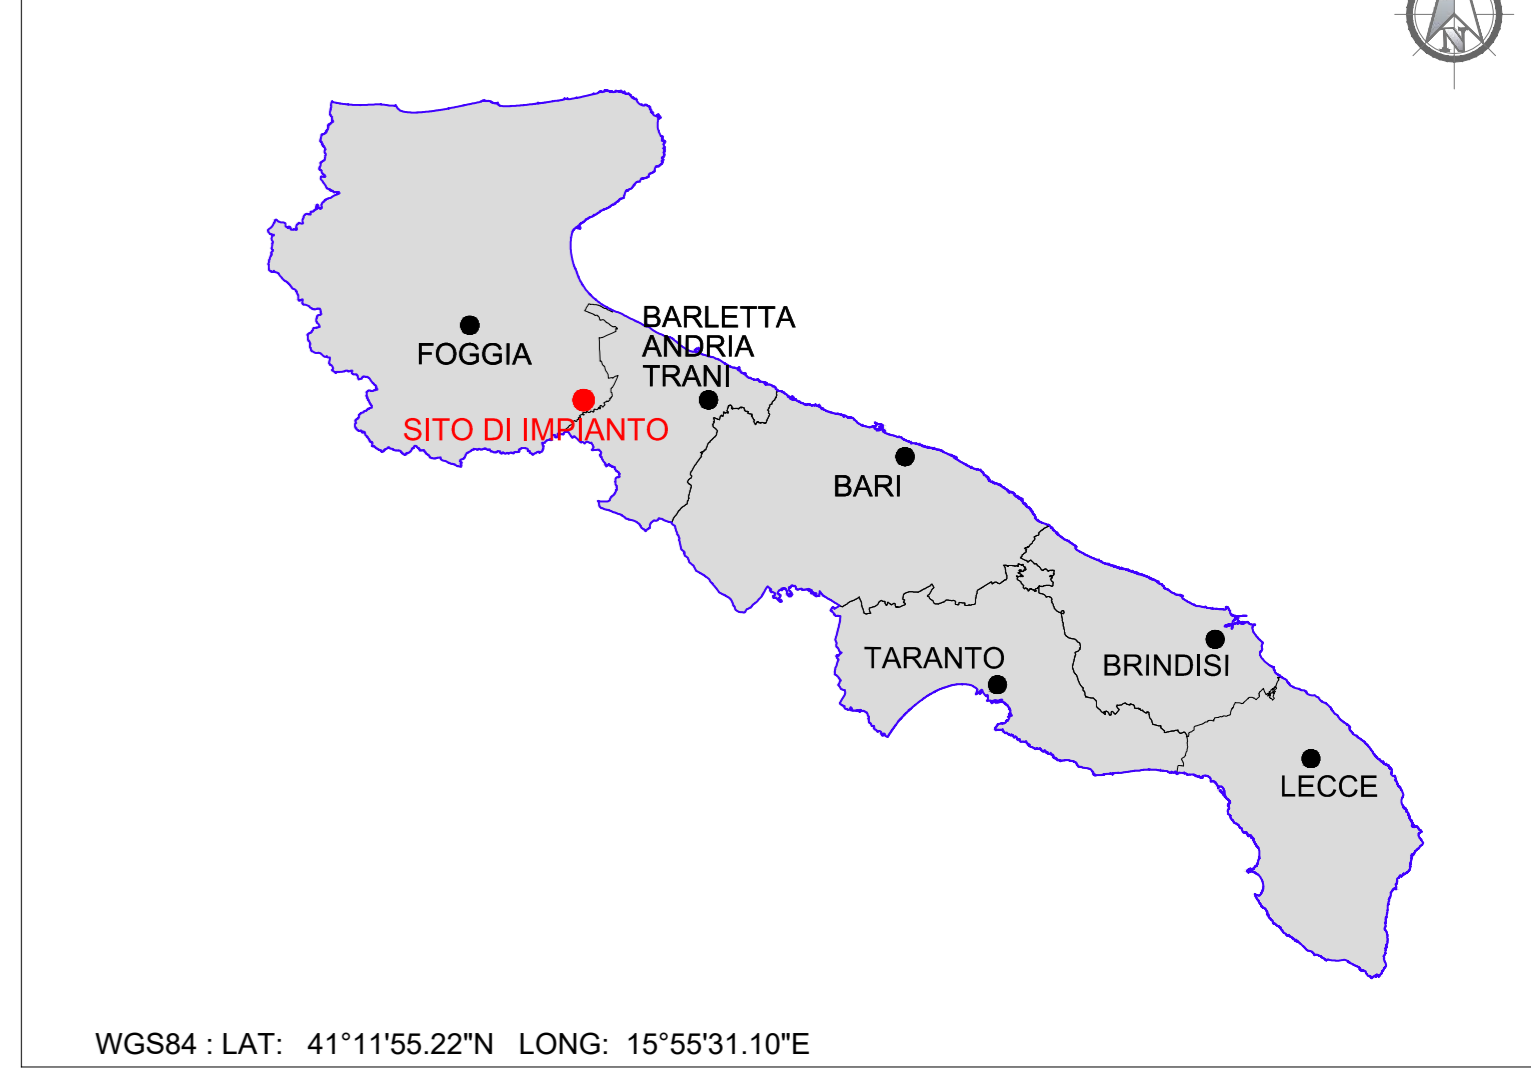 N
BARLETTA
ANDRIA
TRANI
FOGGIA
SITO DI IMPIANTO
BARI
TARANTO
BRINDISI
LECCE
WGS84 : LAT: 41°11'55.22"N LONG: 15°55'31.10"E